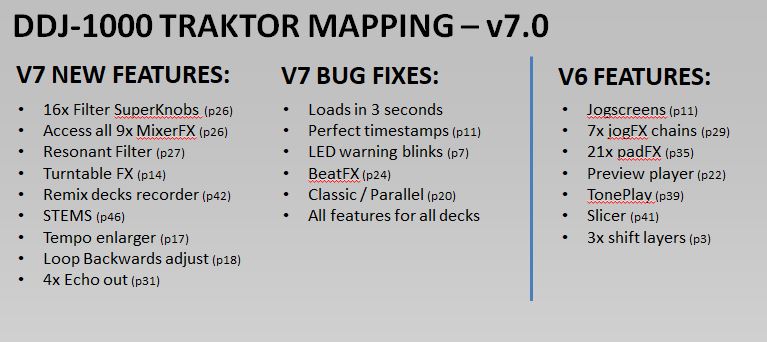 DDJ-1000 TRAKTOR MAPPING – v7.0
V7 NEW FEATURES:
• 16x Filter SuperKnobs (p26)
• Access all 9x MixerFX (p26)
• Resonant Filter (p27)
• Turntable FX (p14)
• Remix decks recorder (p42)
• STEMS (p46)
• Tempo enlarger (p17)
• Loop Backwards adjust (p18)
• 4x Echo out (p31)
V7 BUG FIXES:
• Loads in 3 seconds
• Perfect timestamps (p11)
• LED warning blinks (p7)
• BeatFX (p24)
• Classic / Parallel (p20)
• All features for all decks
V6 FEATURES:
• Jogscreens (p11)
• 7x jogFX chains (p29)
• 21x padFX (p35)
• Preview player (p22)
• TonePlay (p39)
• Slicer (p41)
• 3x shift layers (p3)